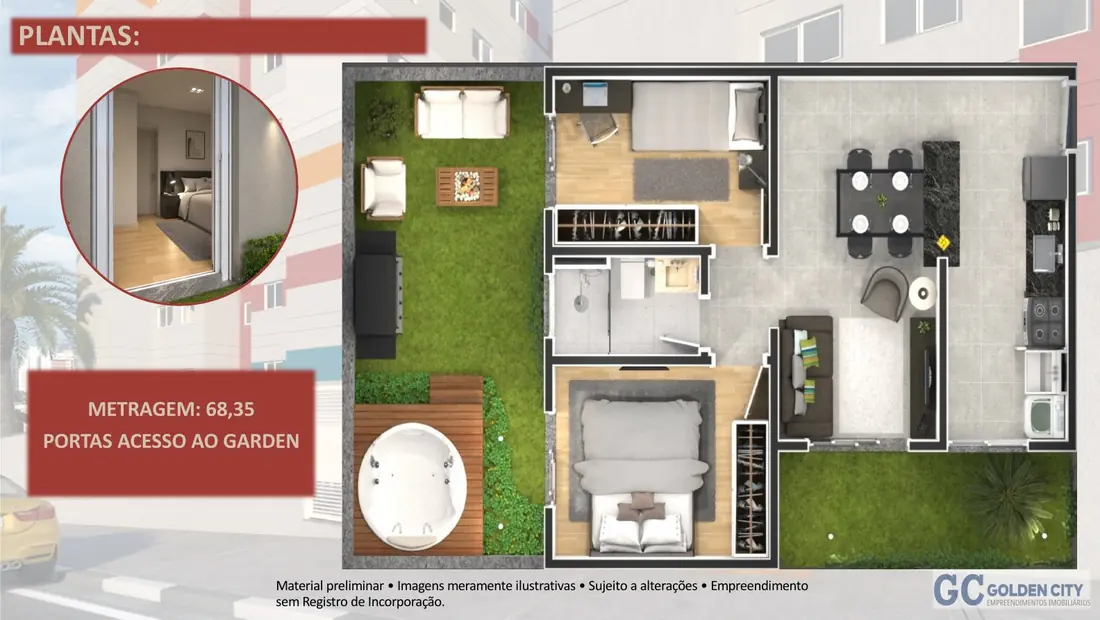 PLANTAS:
METRAGEM: 68,35
PORTAS ACESSO AO GARDEN
Material preliminar • Imagens meramente ilustrativas • Sujeito a alterações • Empreendimento
sem Registro de Incorporação.
GC GOLDEN CITY
EMPREENDIMENTOS IMOBILIÁRIOS